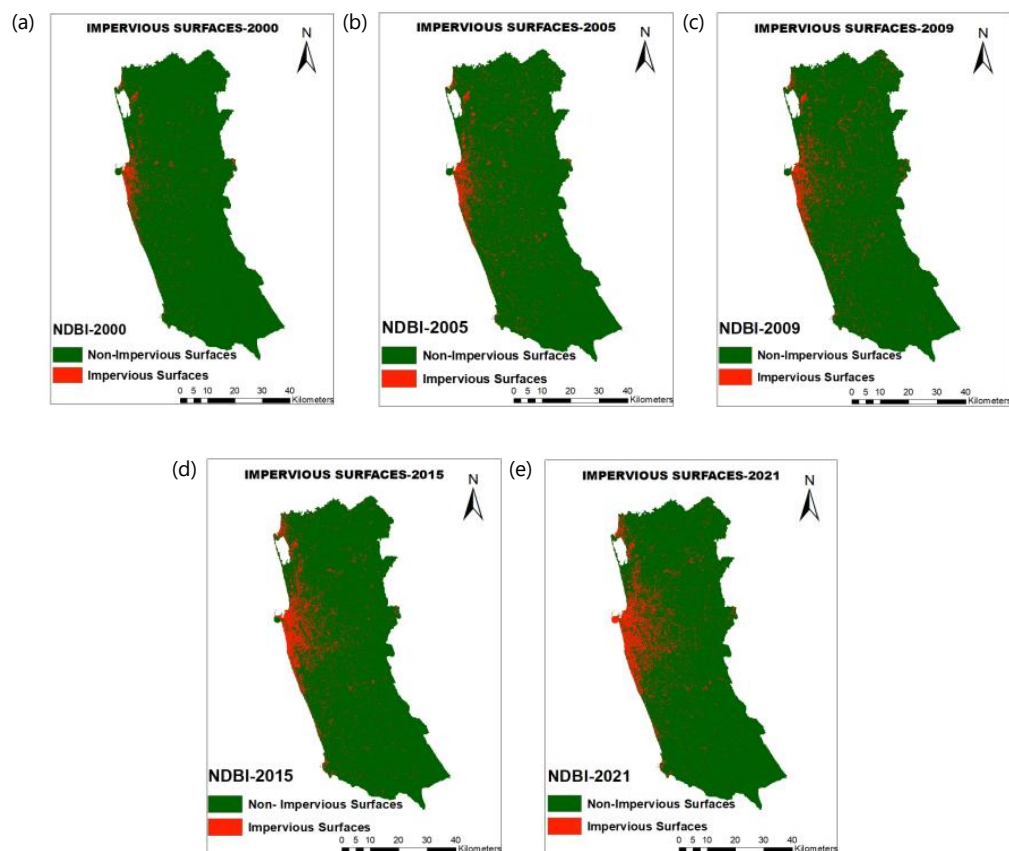 (a)
IMPERVIOUS SURFACES-2000
N
NDBI-2000
Non-Impervious Surfaces
Impervious Surfaces
0 5 10 20 30 40
Kilometers
(b)
IMPERVIOUS SURFACES-2005
N
NDBI-2005
Non-Impervious Surfaces
Impervious Surfaces
0 5 10 20 30 40
Kilometers
(c)
IMPERVIOUS SURFACES-2009
N
NDBI-2009
Non-Impervious Surfaces
Impervious Surfaces
0 5 10 20 30 40
Kilometers
(d)
IMPERVIOUS SURFACES-2015
N
NDBI-2015
Non- Impervious Surfaces
Impervious Surfaces
0 5 10 20 30 40
Kilometers
(e)
IMPERVIOUS SURFACES-2021
N
NDBI-2021
Non-Impervious Surfaces
Impervious Surfaces
0 5 10 20 30 40
Kilometers